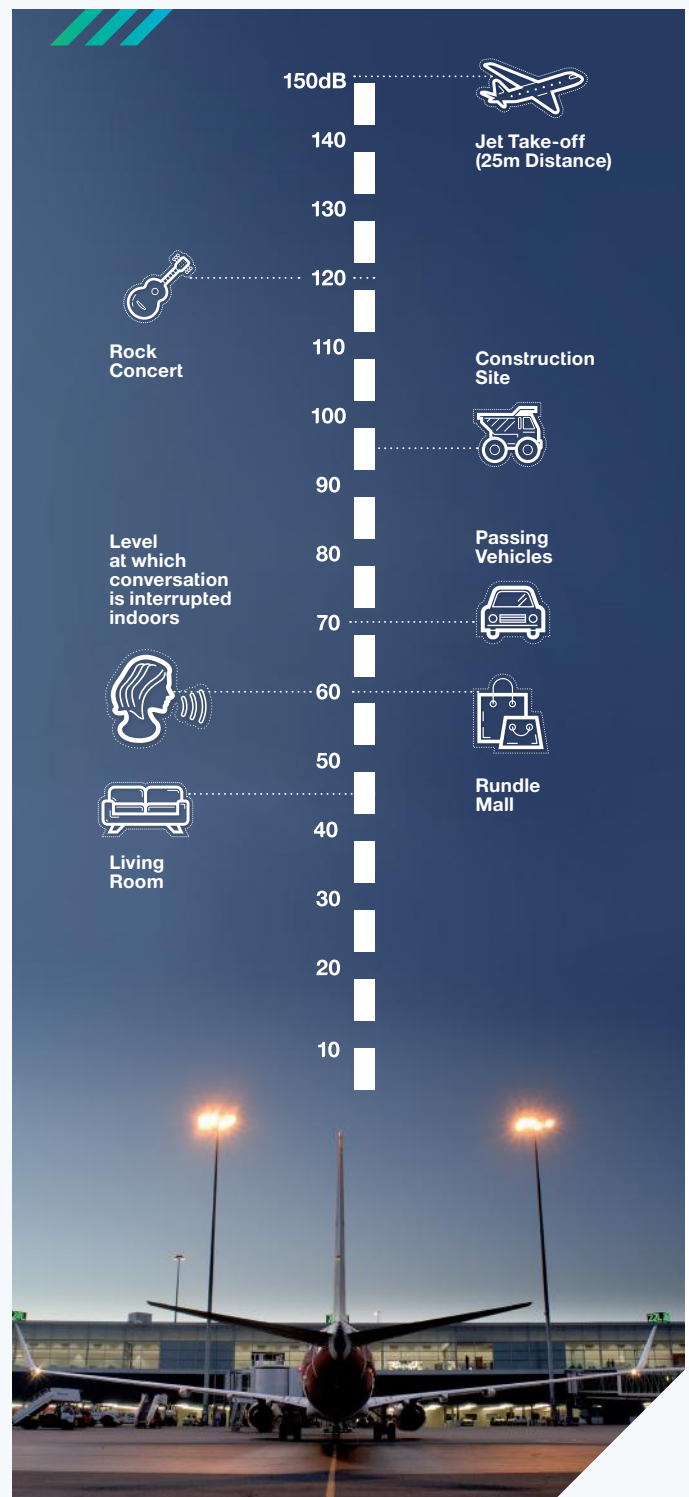 150dB
Jet Take-off
(25m Distance)
140
130
120
Rock
Concert
110
Construction
Site
100
90
Level
at which
conversation
is interrupted
indoors
80
Passing
Vehicles
70
60
50
Rundle
Mall
40
Living
Room
30
20
10